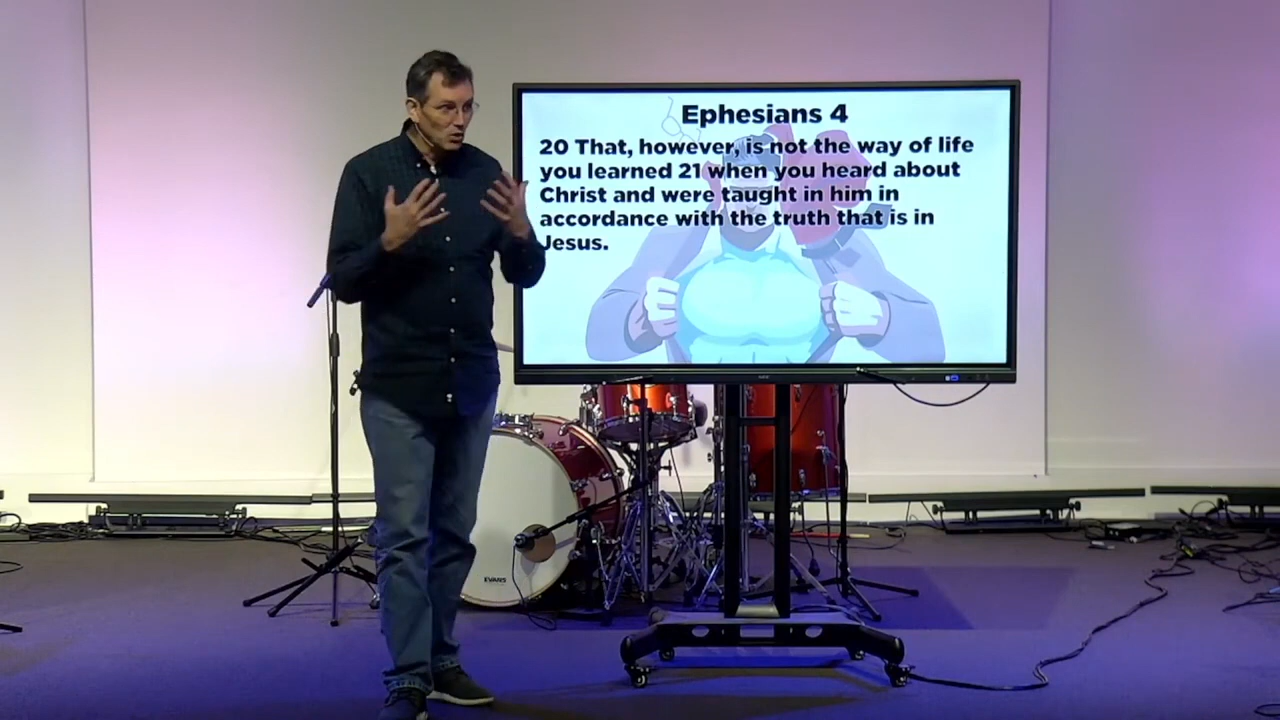 Ephesians 4
20 That, however, is not the way of life
you learned 21 when you heard about
Christ and were taught in him in
accordance with the truth that is in
Jesus.
EVANS